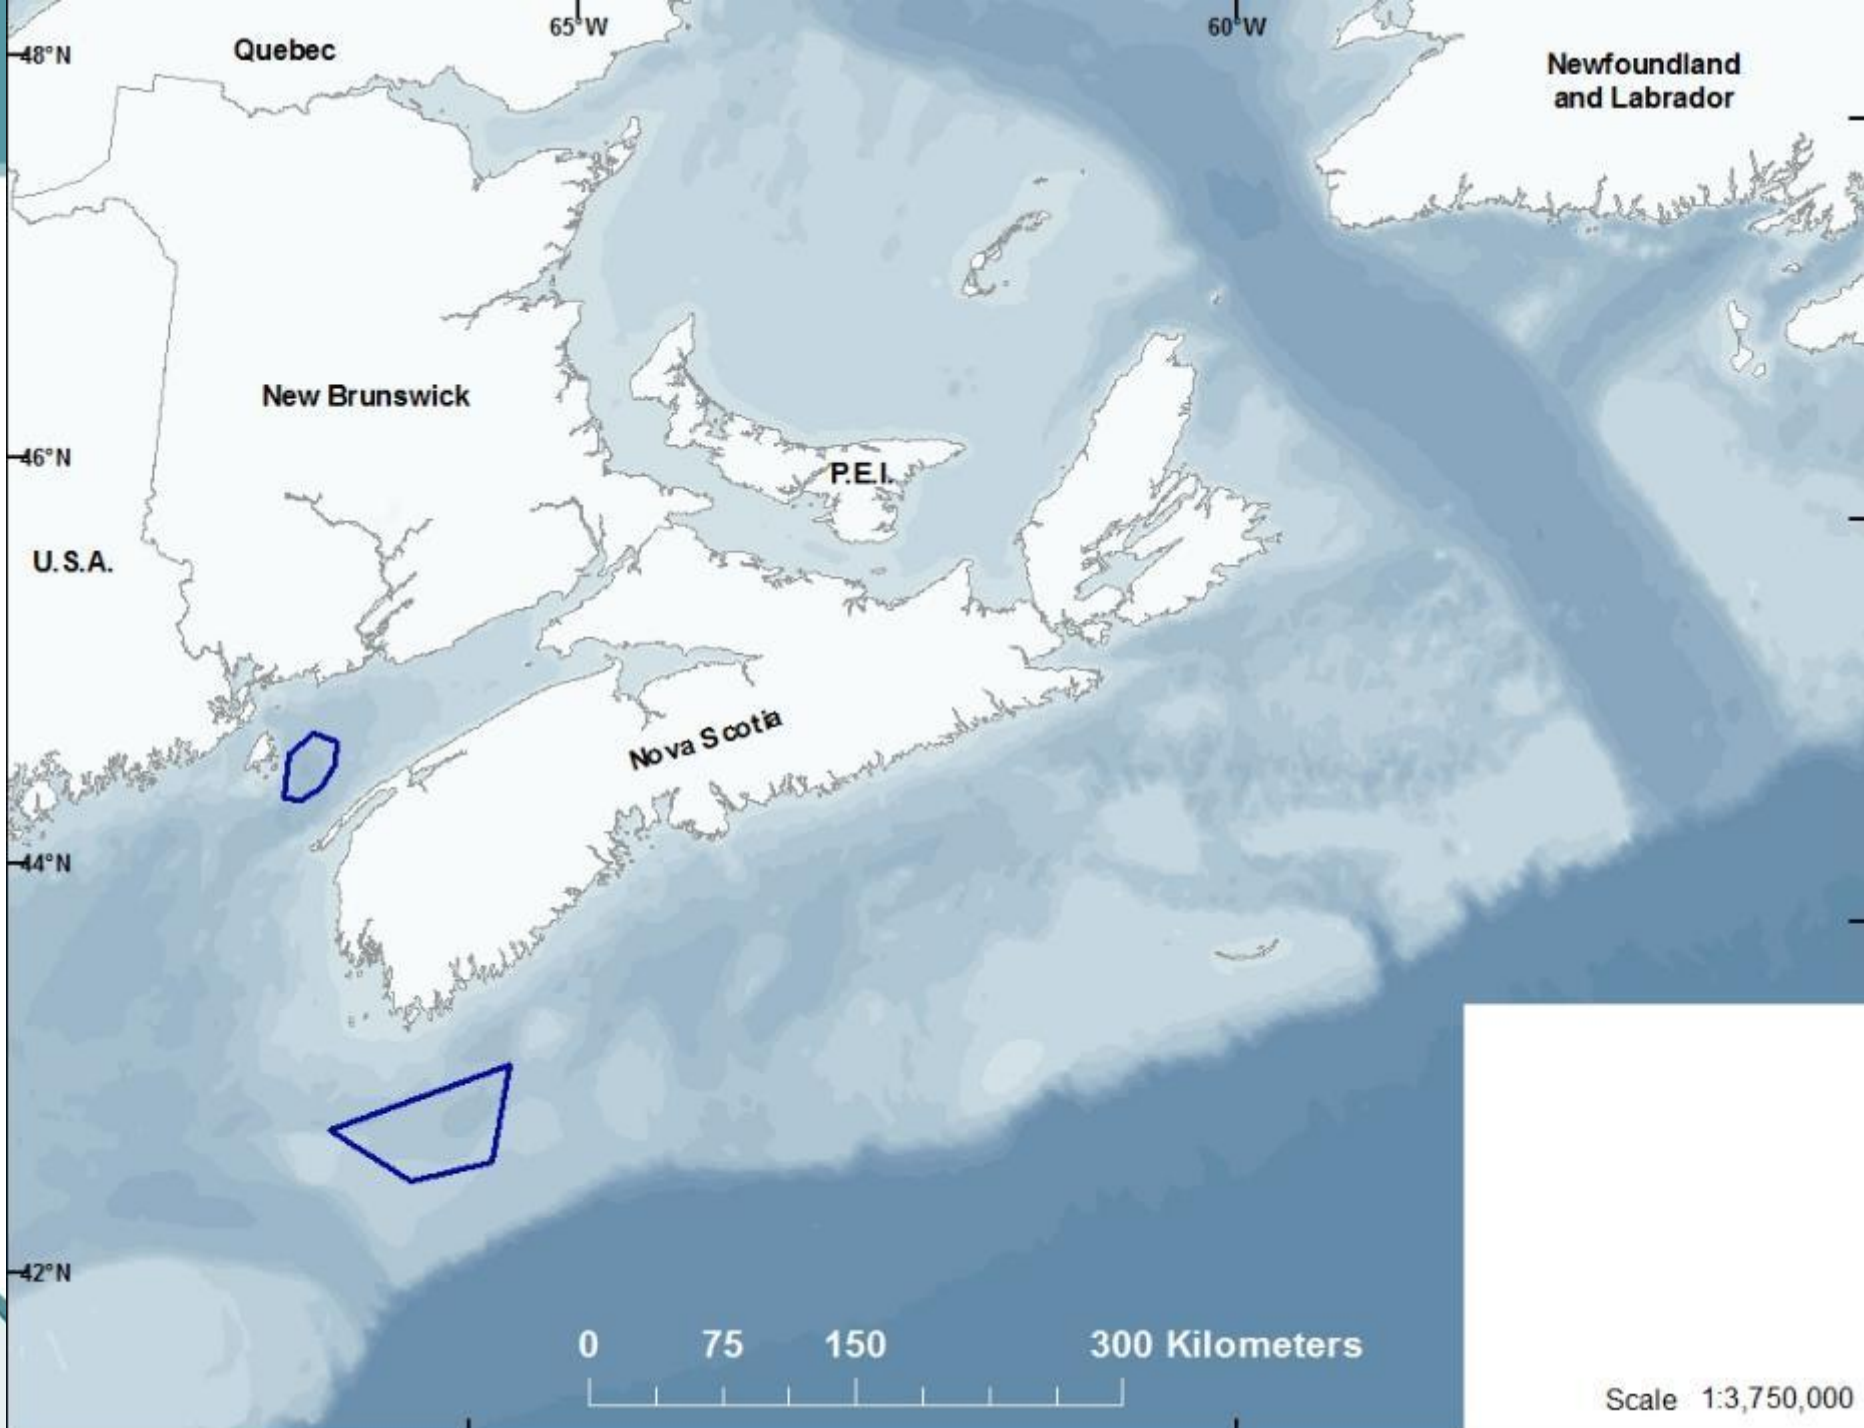 65°W
60°W
48°N
Quebec
Newfoundland
and Labrador
New Brunswick
46°N
P.E.I.
U.S.A.
Nova Scotia
44°N
42°N
0 75 150 300 Kilometers
Scale 1:3,750,000